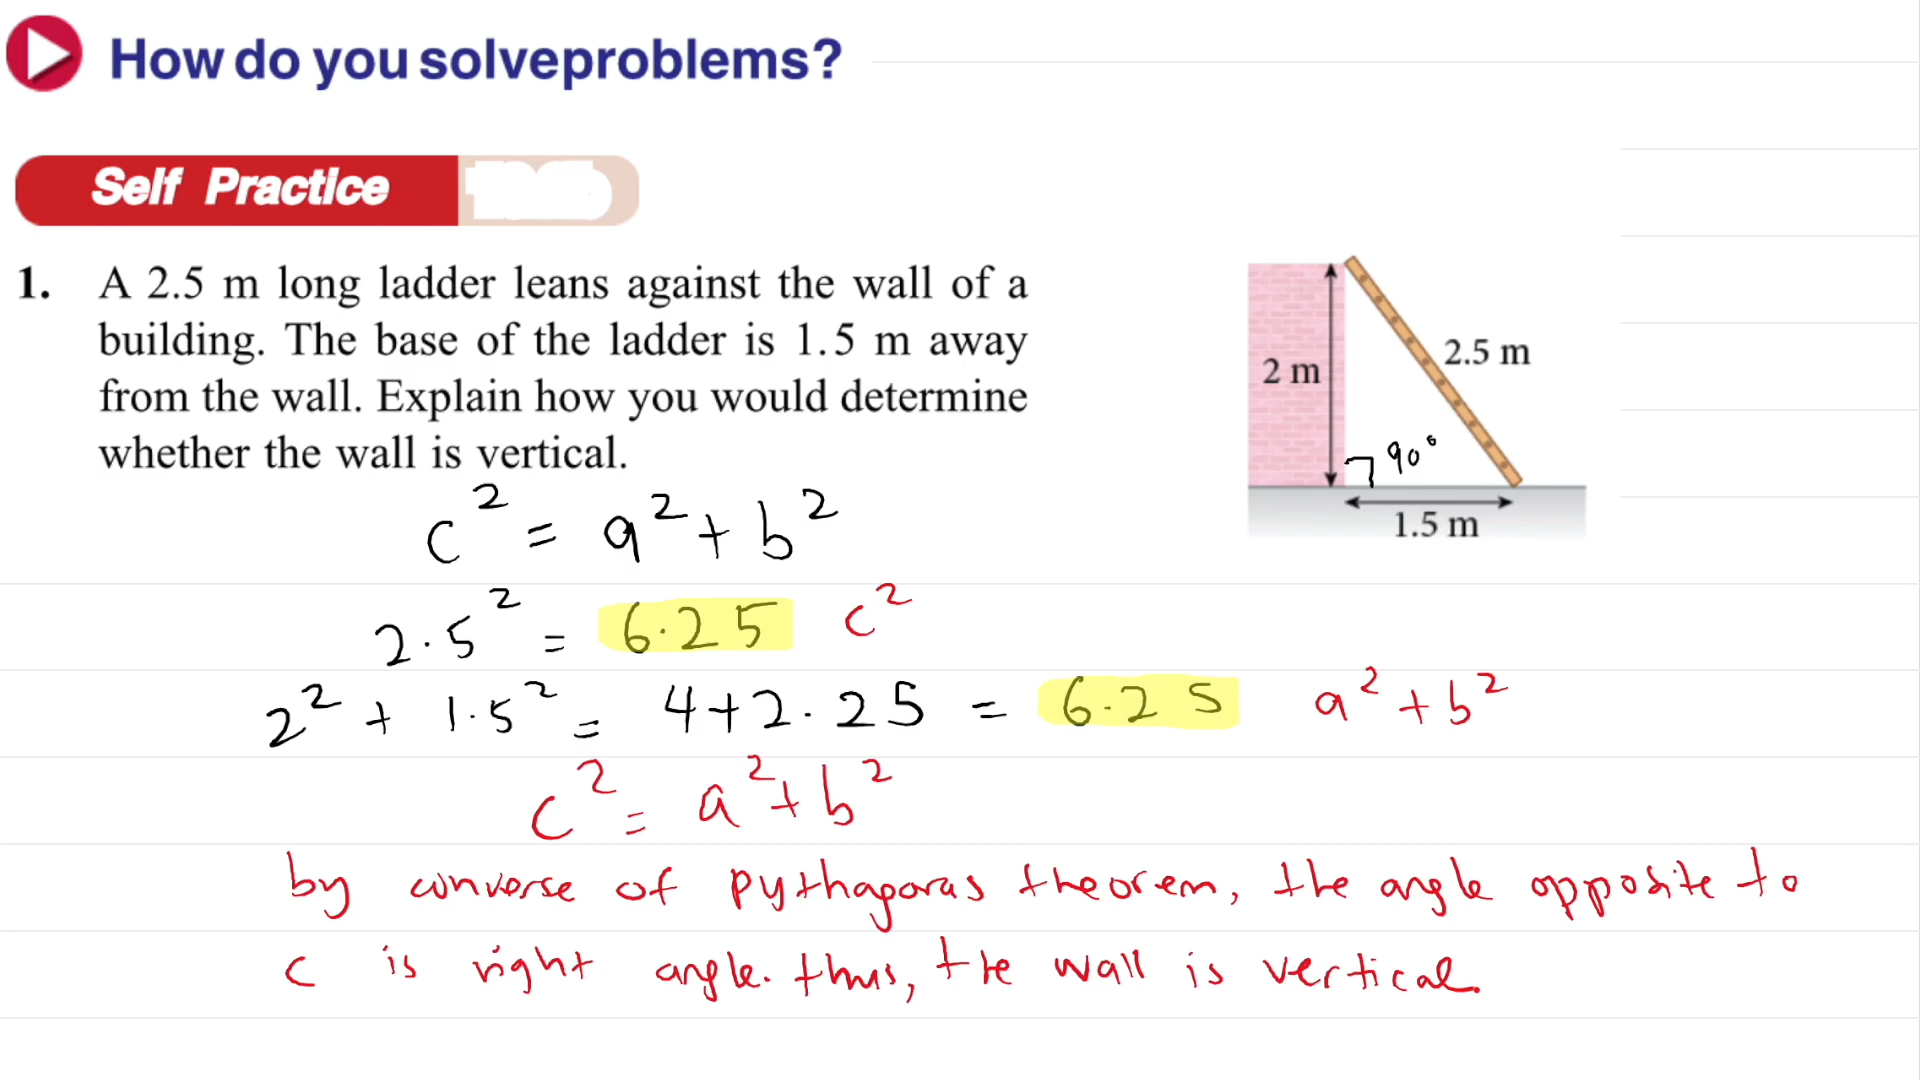 How do you solveproblems?
Self Practice
1. A 2.5 m long ladder leans against the wall of a
building. The base of the ladder is 1.5 m away
from the wall. Explain how you would determine
whether the wall is vertical.
2 m
2.5 m
90°
1.5 m
c² = a² + b²
2.5² = 6.25 c²
2² + 1.5² = 4+2.25 = 6.25 a² + b²
c² = a² + b²
by converse of pythagoras theorem, the angle opposite to
c is right angle. thus, the wall is vertical.